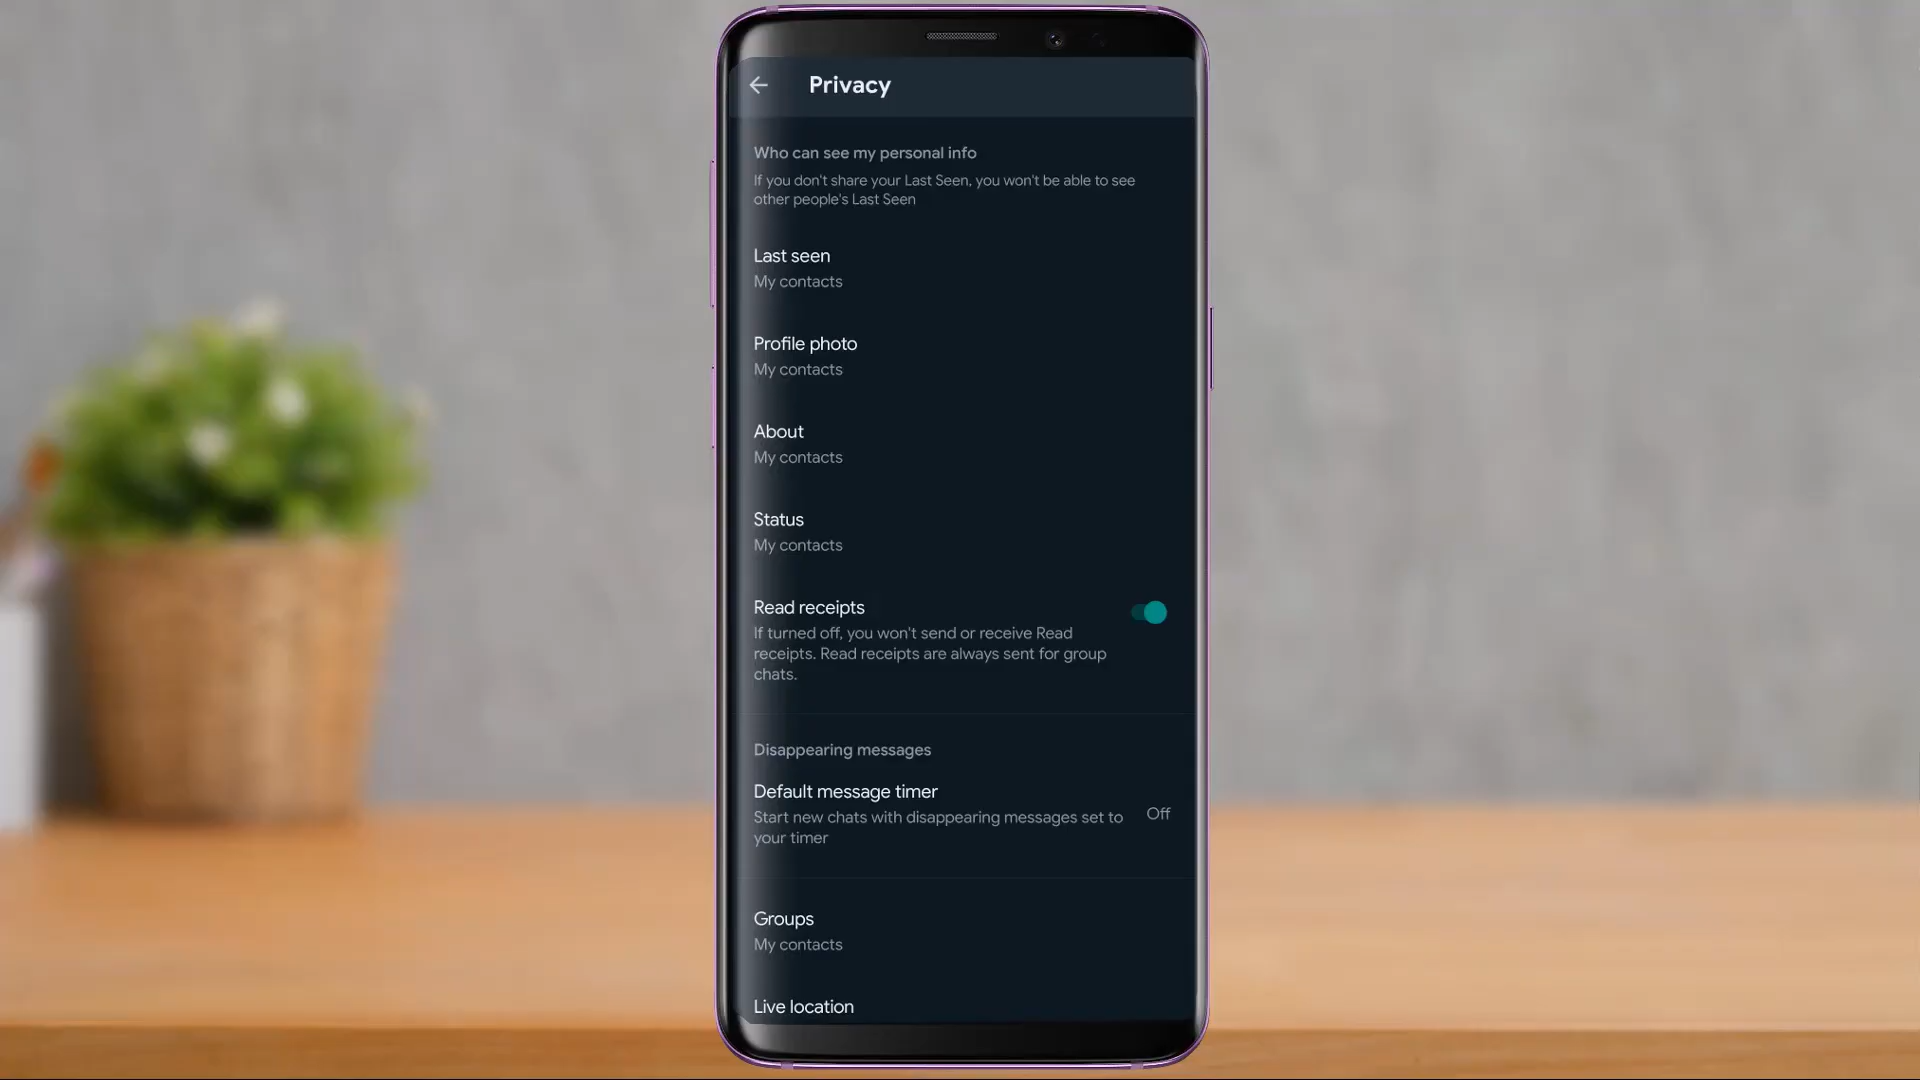 Privacy
Who can see my personal info
If you don't share your Last Seen, you won't be able to see
other people's Last Seen
Last seen
My contacts
Profile photo
My contacts
About
My contacts
Status
My contacts
Read receipts
If turned off, you won't send or receive Read
receipts. Read receipts are always sent for group
chats.
Disappearing messages
Default message timer
Start new chats with disappearing messages set to
your timer
Off
Groups
My contacts
Live location